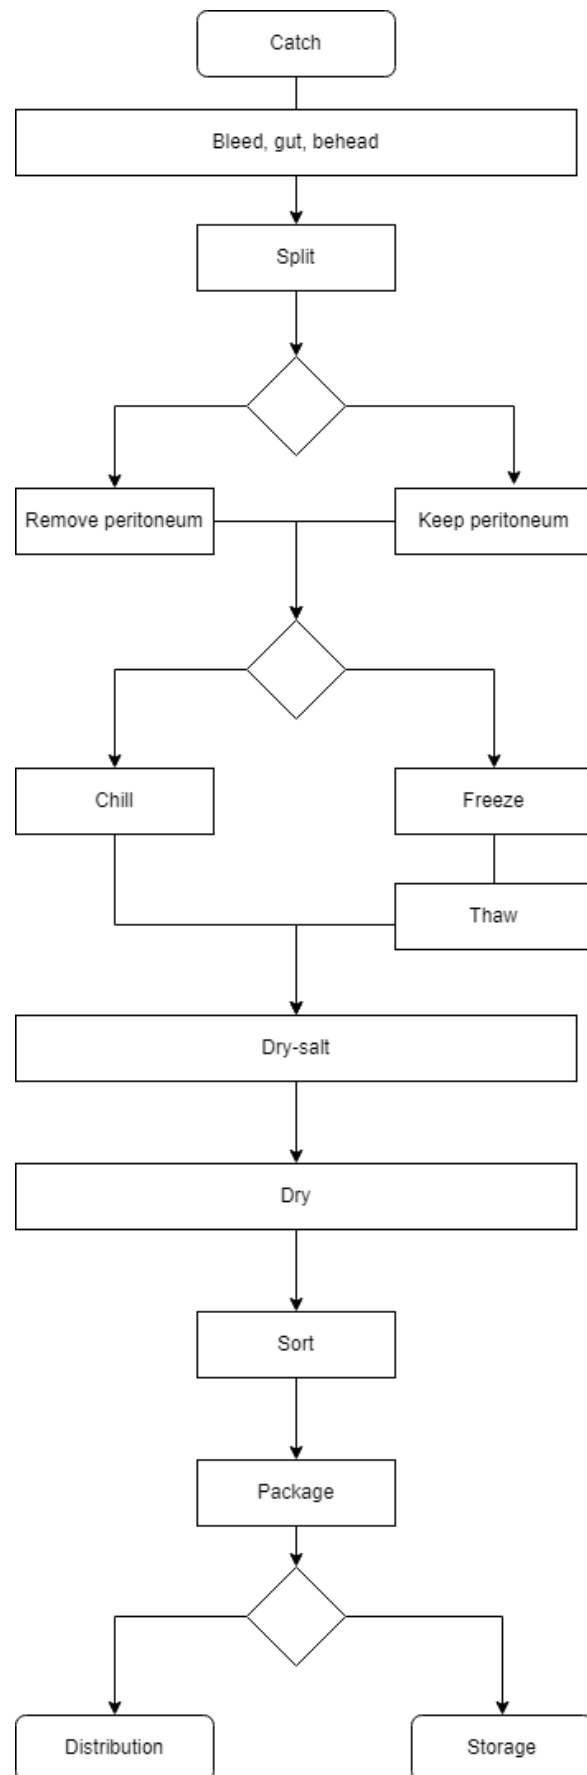 Catch
Bleed, gut, behead
Split
Remove peritoneum
Keep peritoneum
Chill
Freeze
Thaw
Dry-salt
Dry
Sort
Package
Distribution
Storage